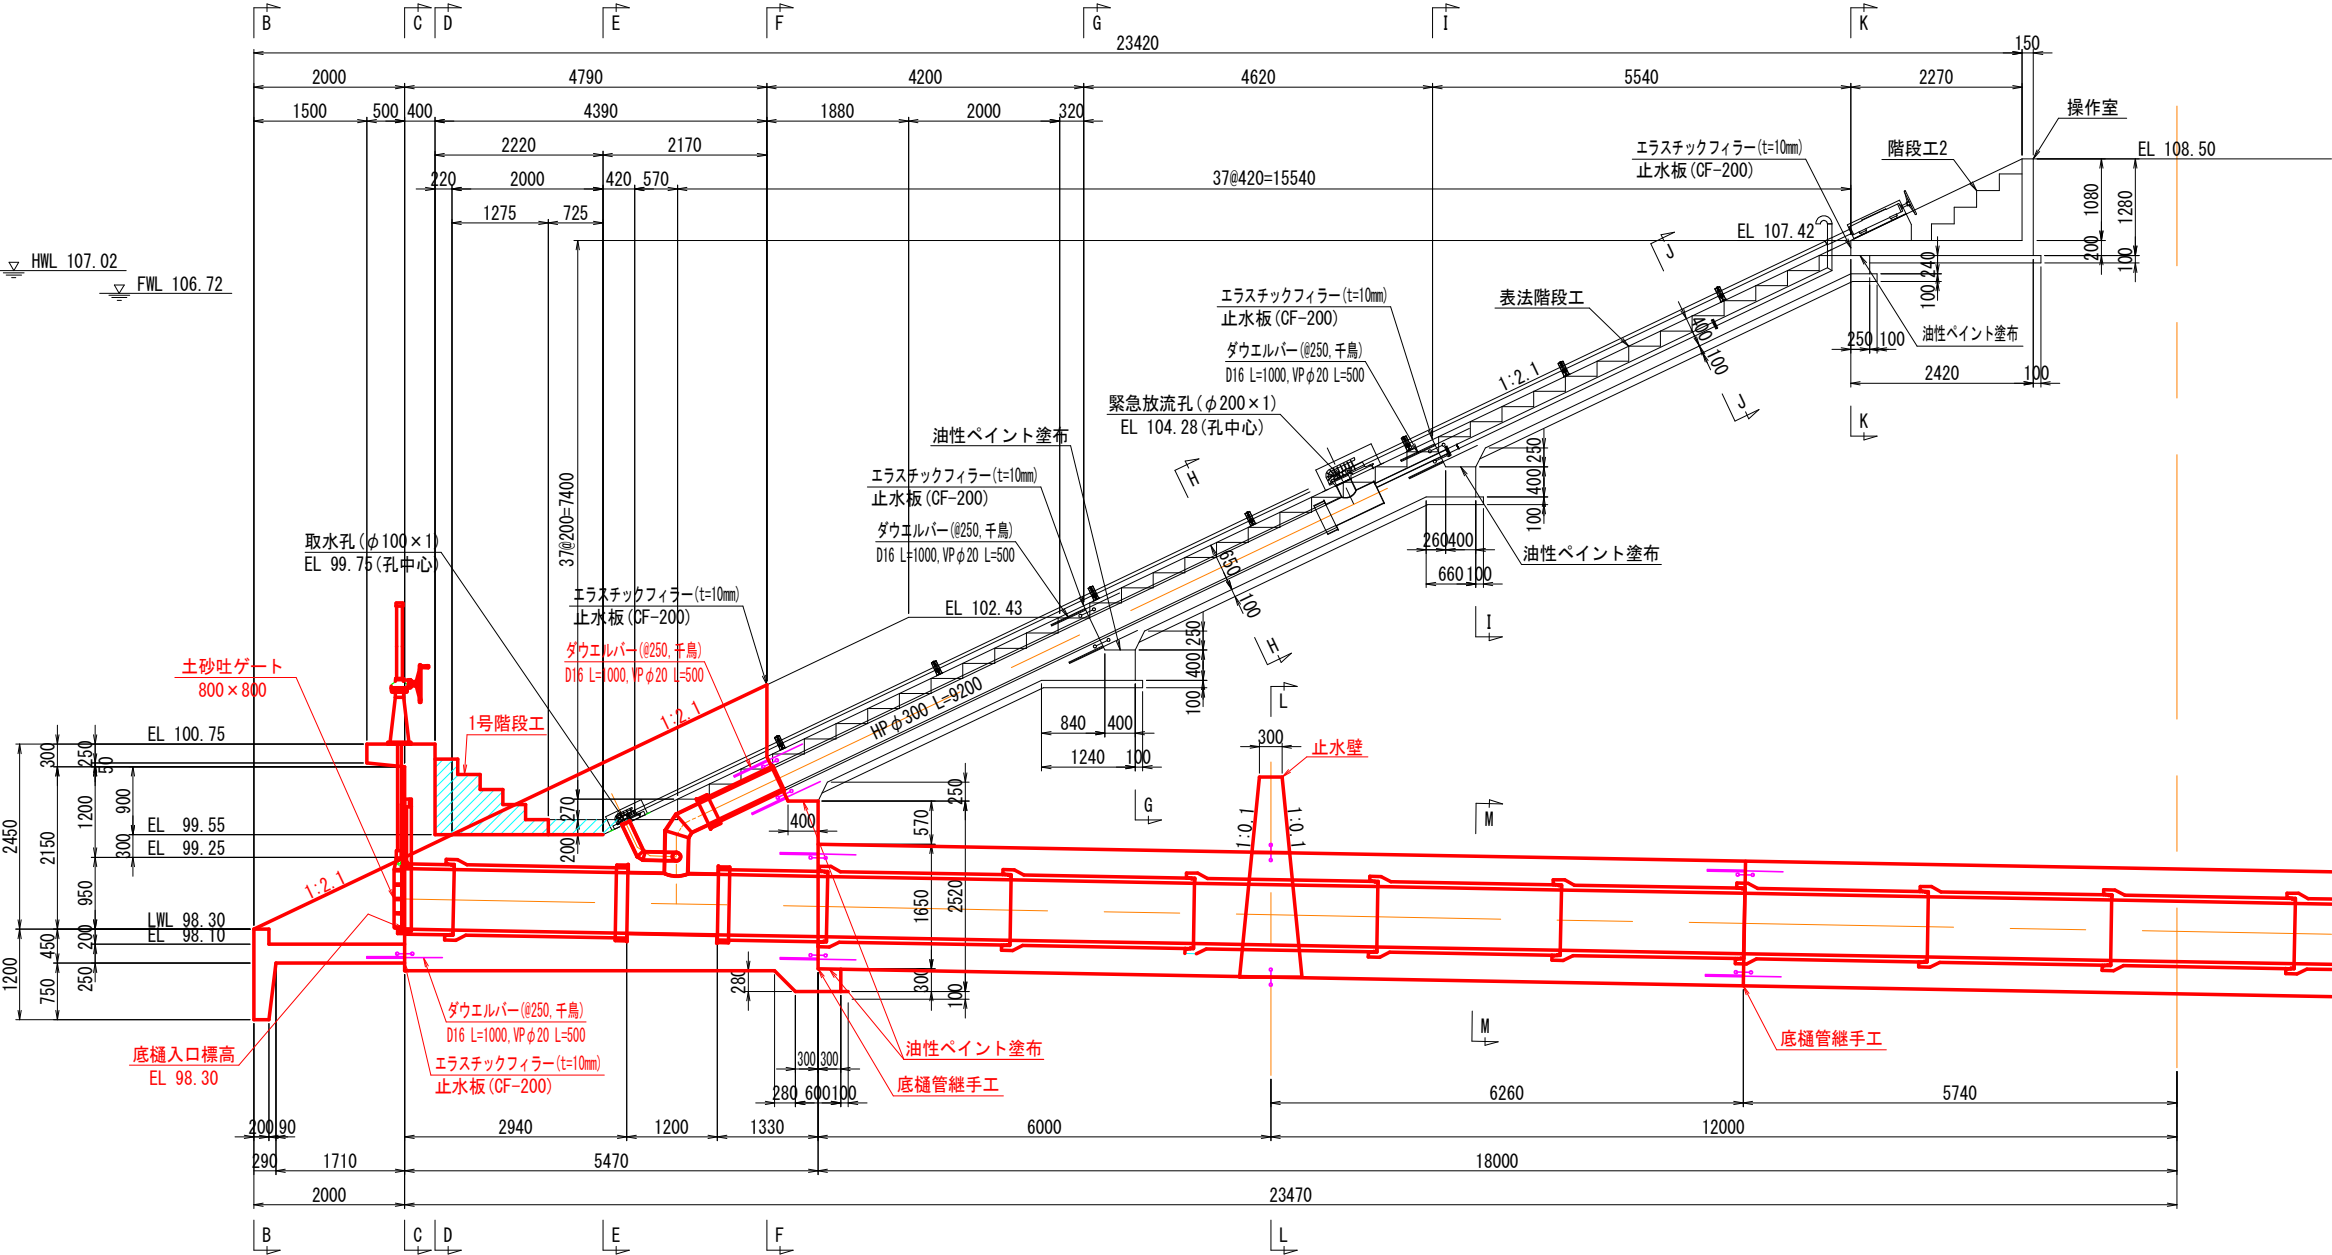 B C D E F G I K
23420 150
2000 4790 4200 4620 5540 2270
1500 500 400 4390 1880 2000 320
2220 2170
220 2000 420 570 37@420=15540
1275 725
操作室
エラスチックフィラー(t=10mm)
止水板(CF-200)
階段工2
EL 108.50
EL 107.42
1080
1280
200
100
240
100
HWL 107.02
FWL 106.72
J
エラスチックフィラー(t=10mm)
止水板(CF-200)
表法階段工
400
100
250 100
油性ペイント塗布
2420 100
ダウエルバー(@250,千鳥)
D16 L=1000,VPφ20 L=500
1:2.1
J
K
緊急放流孔(φ200×1)
EL 104.28(孔中心)
油性ペイント塗布
H
250
400
100
エラスチックフィラー(t=10mm)
止水板(CF-200)
37@200=7400
ダウエルバー(@250,千鳥)
D16 L=1000,VPφ20 L=500
取水孔(φ100×1)
EL 99.75(孔中心)
260 400
油性ペイント塗布
660 100
650
100
エラスチックフィラー(t=10mm)
止水板(CF-200)
EL 102.43
I
H
250
400
100
ダウエルバー(@250,千鳥)
D16 L=1000,VPφ20 L=500
土砂吐ゲート
800×800
HPφ300 L=9200
1:2.1
1号階段工
L
840 400
1240 100
300
止水壁
EL 100.75
300
250
50
2450
2150
1200
900
300
950
EL 99.55
EL 99.25
270
200
400
250
570
G
M
1:0.1
1:0.1
1:2.1
LWL 98.30
EL 98.10
1200
450
750
200
250
1650
2520
280
300
100
ダウエルバー(@250,千鳥)
D16 L=1000,VPφ20 L=500
底樋入口標高
EL 98.30
エラスチックフィラー(t=10mm)
止水板(CF-200)
M
油性ペイント塗布
底樋管継手工
底樋管継手工
300 300
280 600 100
6260 5740
200 90 2940 1200 1330 6000 12000
290 1710 5470 18000
2000 23470
B C D E F L